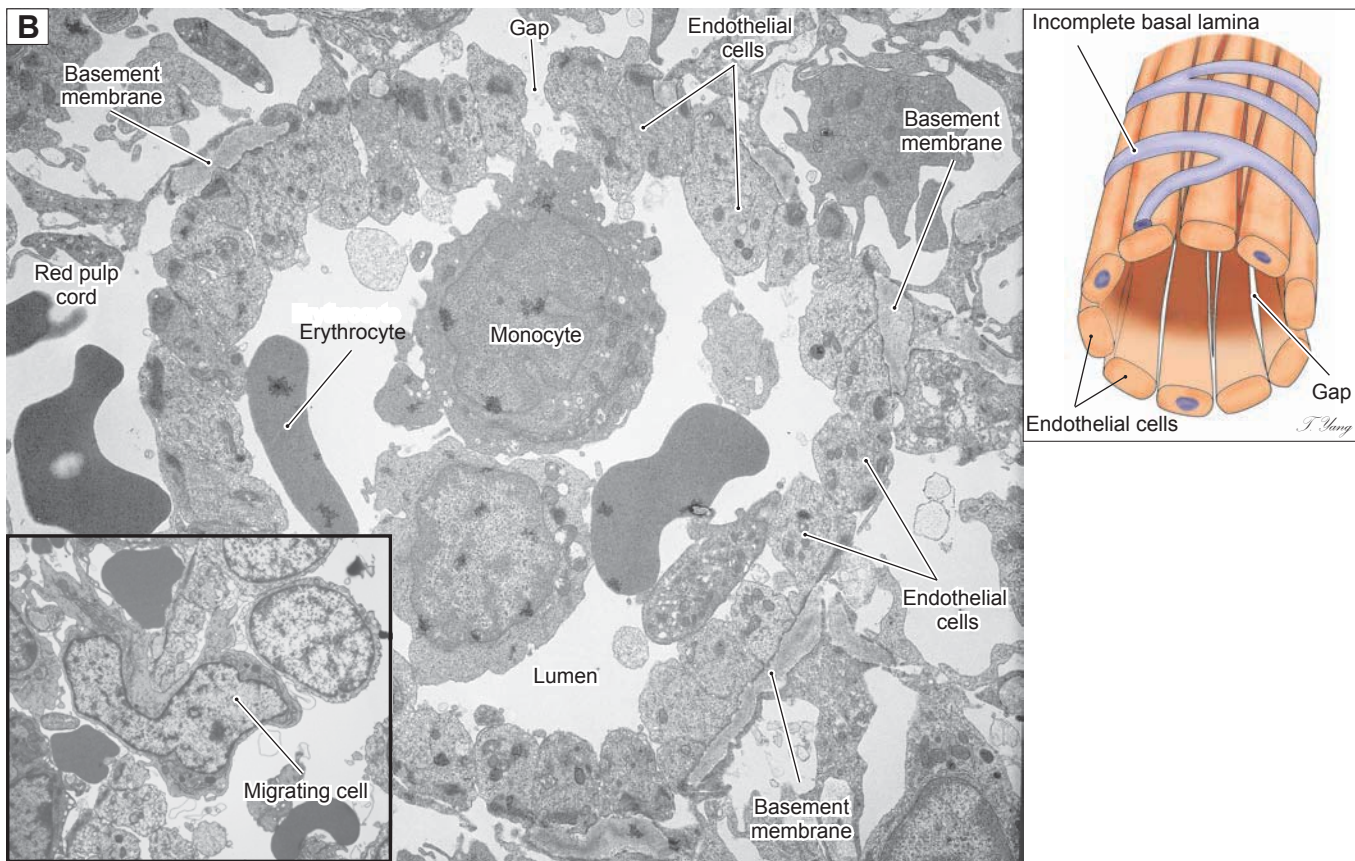 B
Gap
Endothelial
cells
Basement
membrane
Basement
membrane
Red pulp
cord
Erythrocyte
Monocyte
Endothelial
cells
Lumen
Migrating cell
Basement
membrane
Incomplete basal lamina
Gap
Endothelial cells
T. Yang